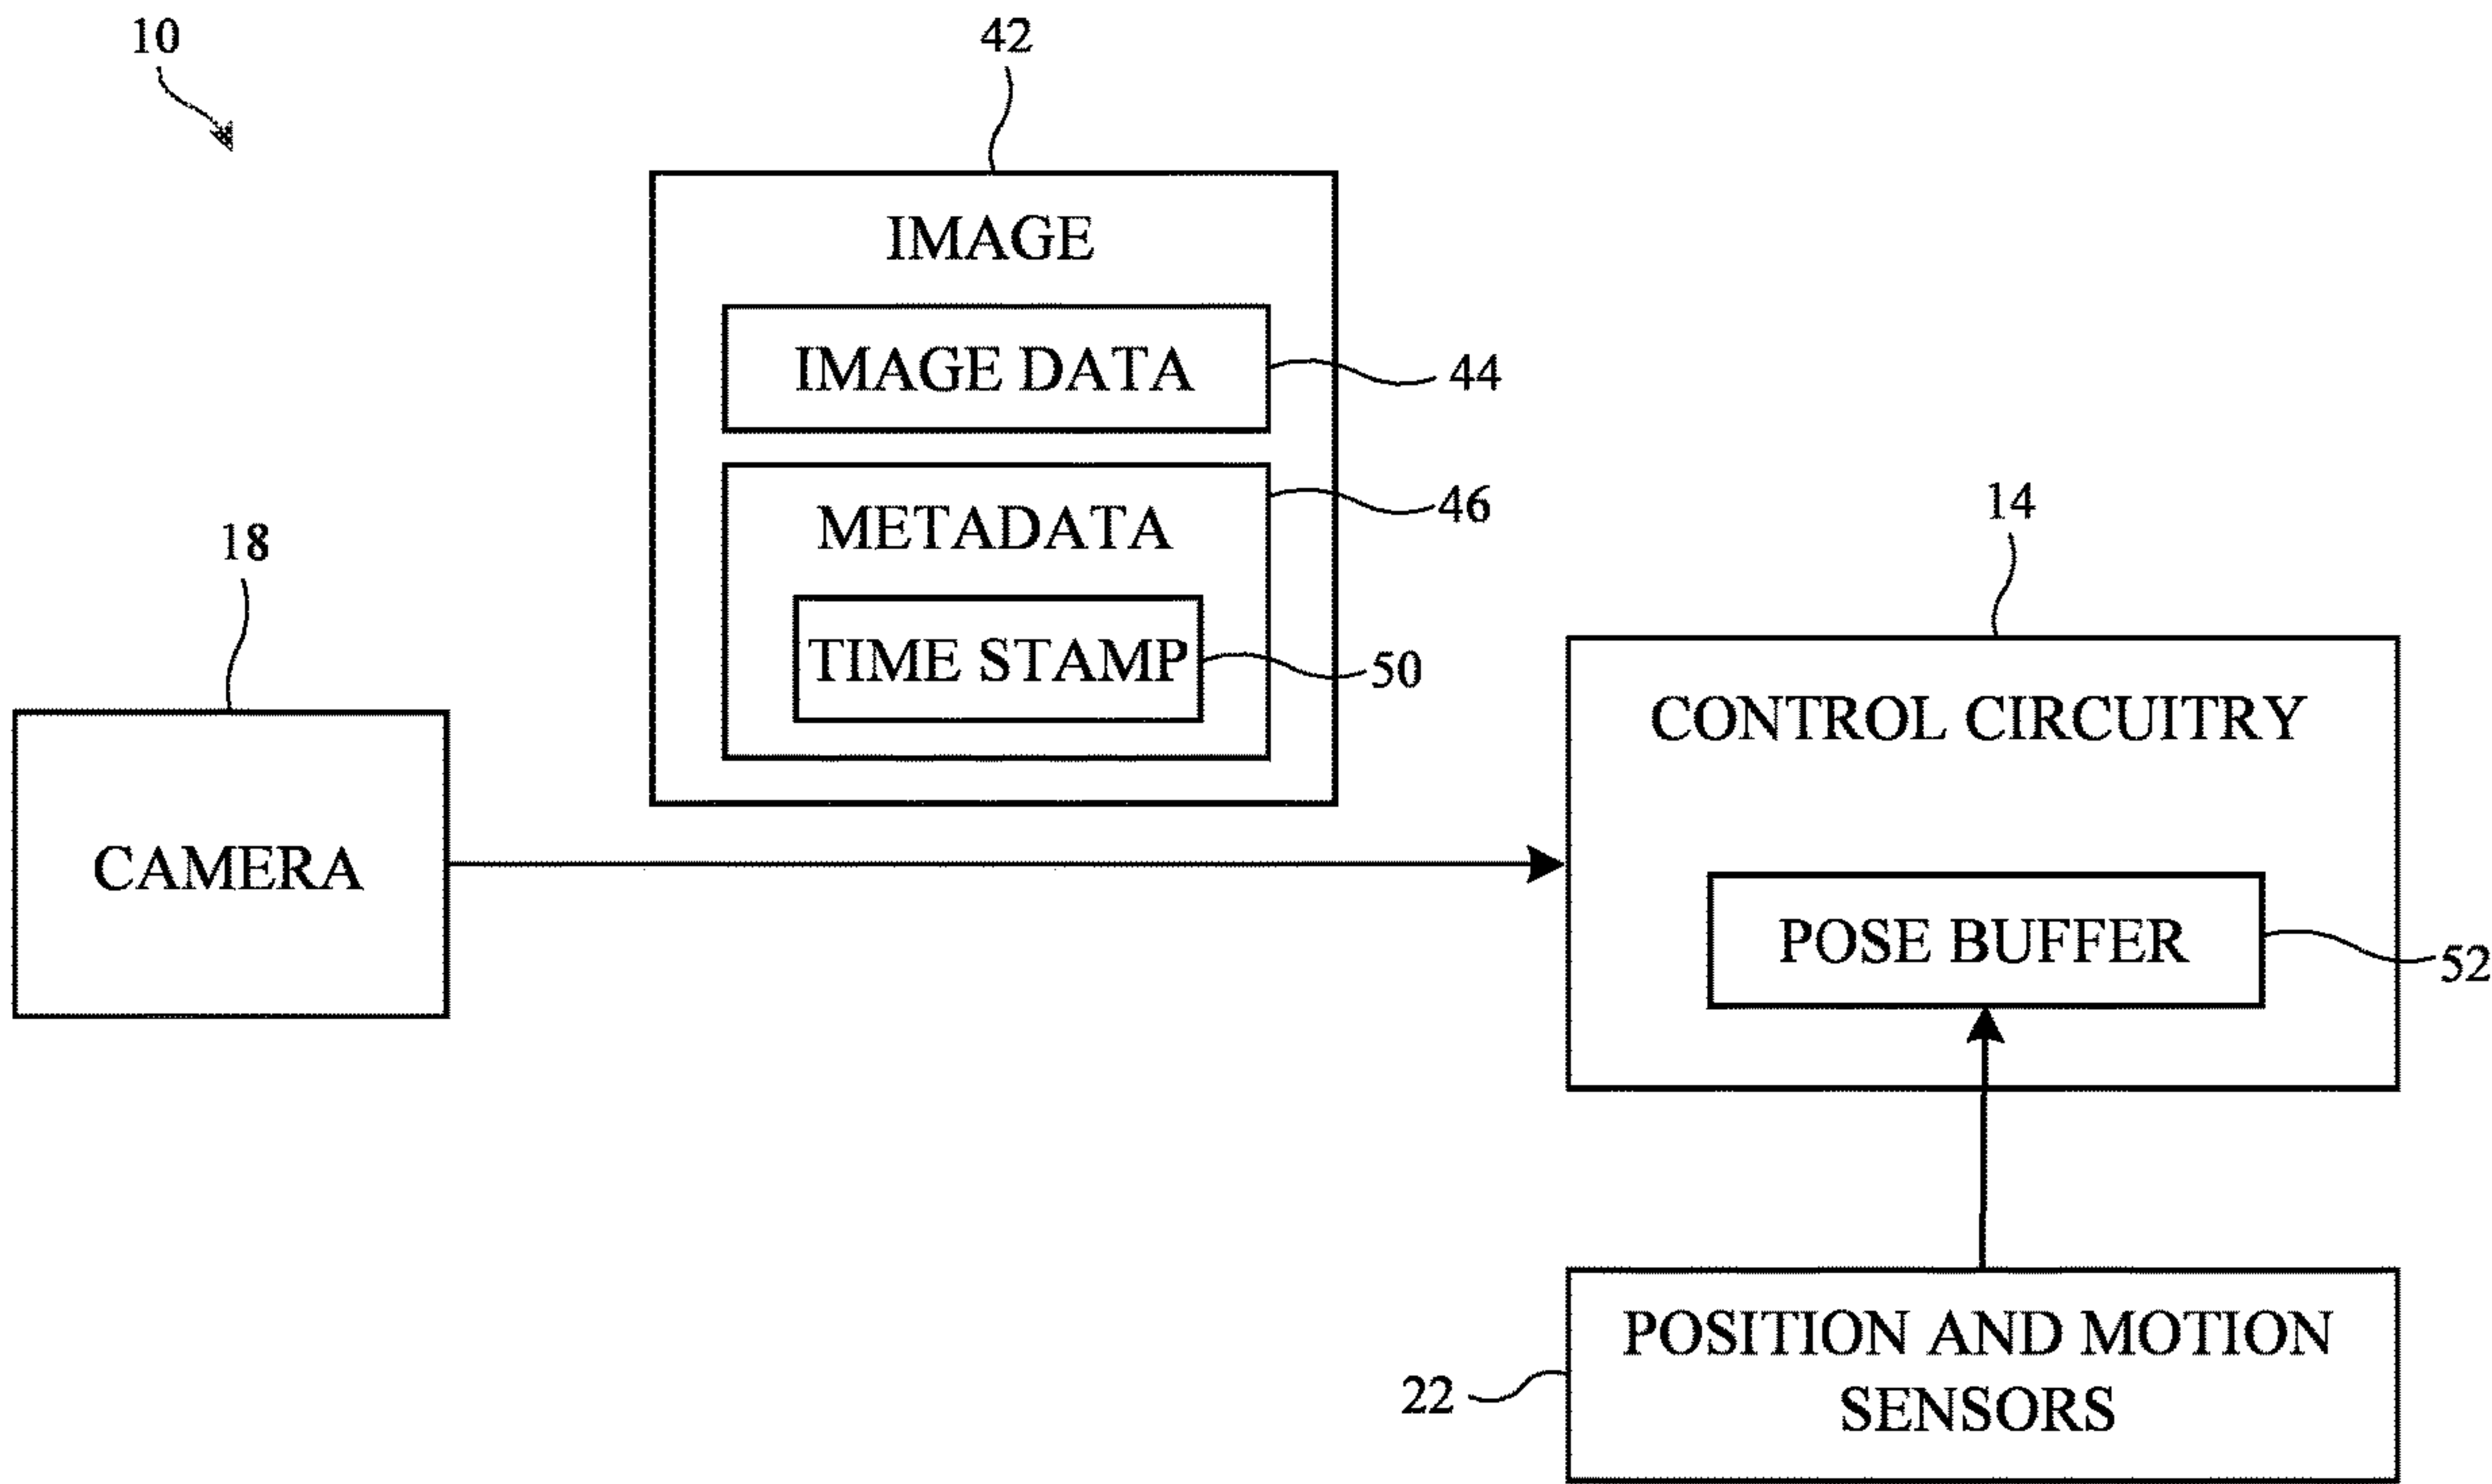 10
42
IMAGE
IMAGE DATA
44
METADATA
46
TIME STAMP
50
18
CAMERA
14
CONTROL CIRCUITRY
POSE BUFFER
52
POSITION AND MOTION
SENSORS
22